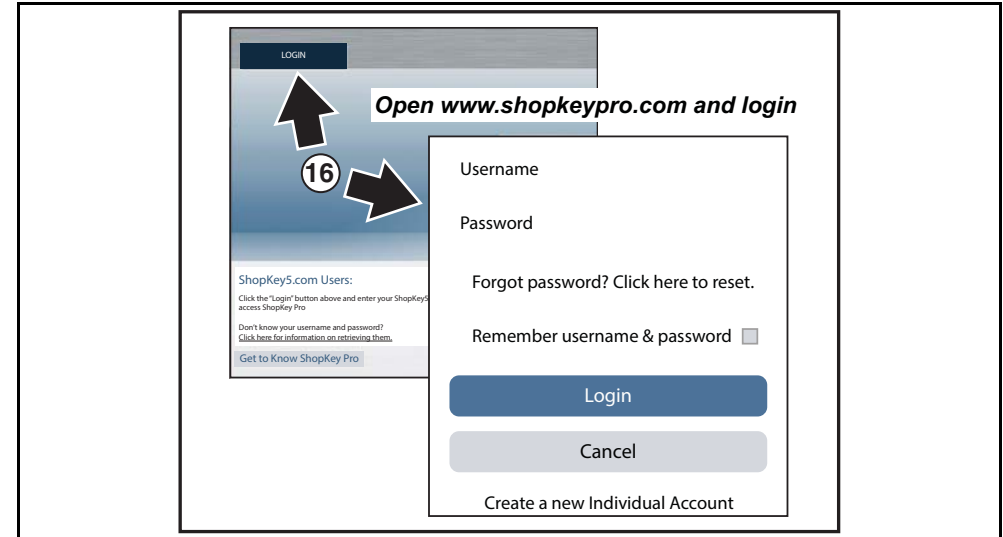 LOGIN
Open www.shopkeypro.com and login
16
Username
Password
Forgot password? Click here to reset.
Remember username & password
Login
Cancel
Create a new Individual Account
ShopKey5.com Users:
Click the "Login" button above and enter your ShopKey5
access ShopKey Pro
Don't know your username and password?
Click here for information on retrieving them.
Get to Know ShopKey Pro